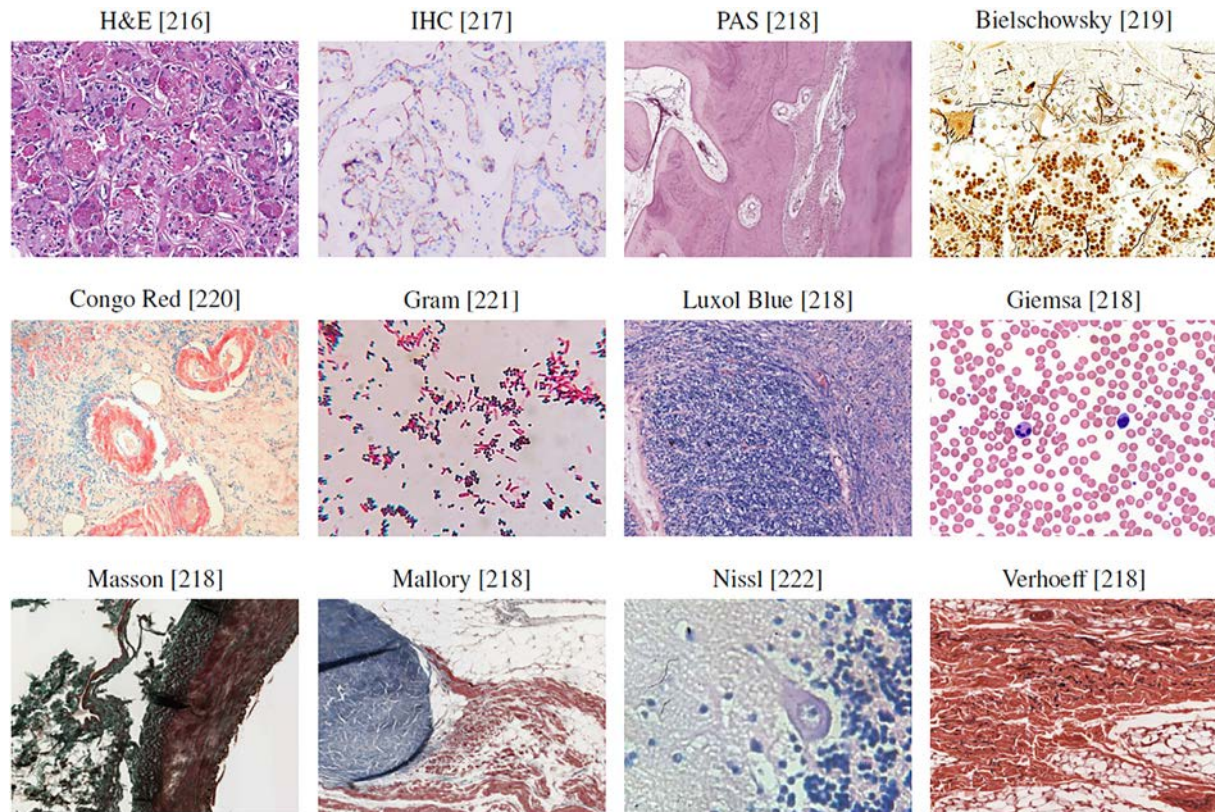 H&E [216]
IHC [217]
PAS [218]
Bielschowsky [219]
Congo Red [220]
Gram [221]
Luxol Blue [218]
Giemsa [218]
Masson [218]
Mallory [218]
Nissl [222]
Verhoeff [218]